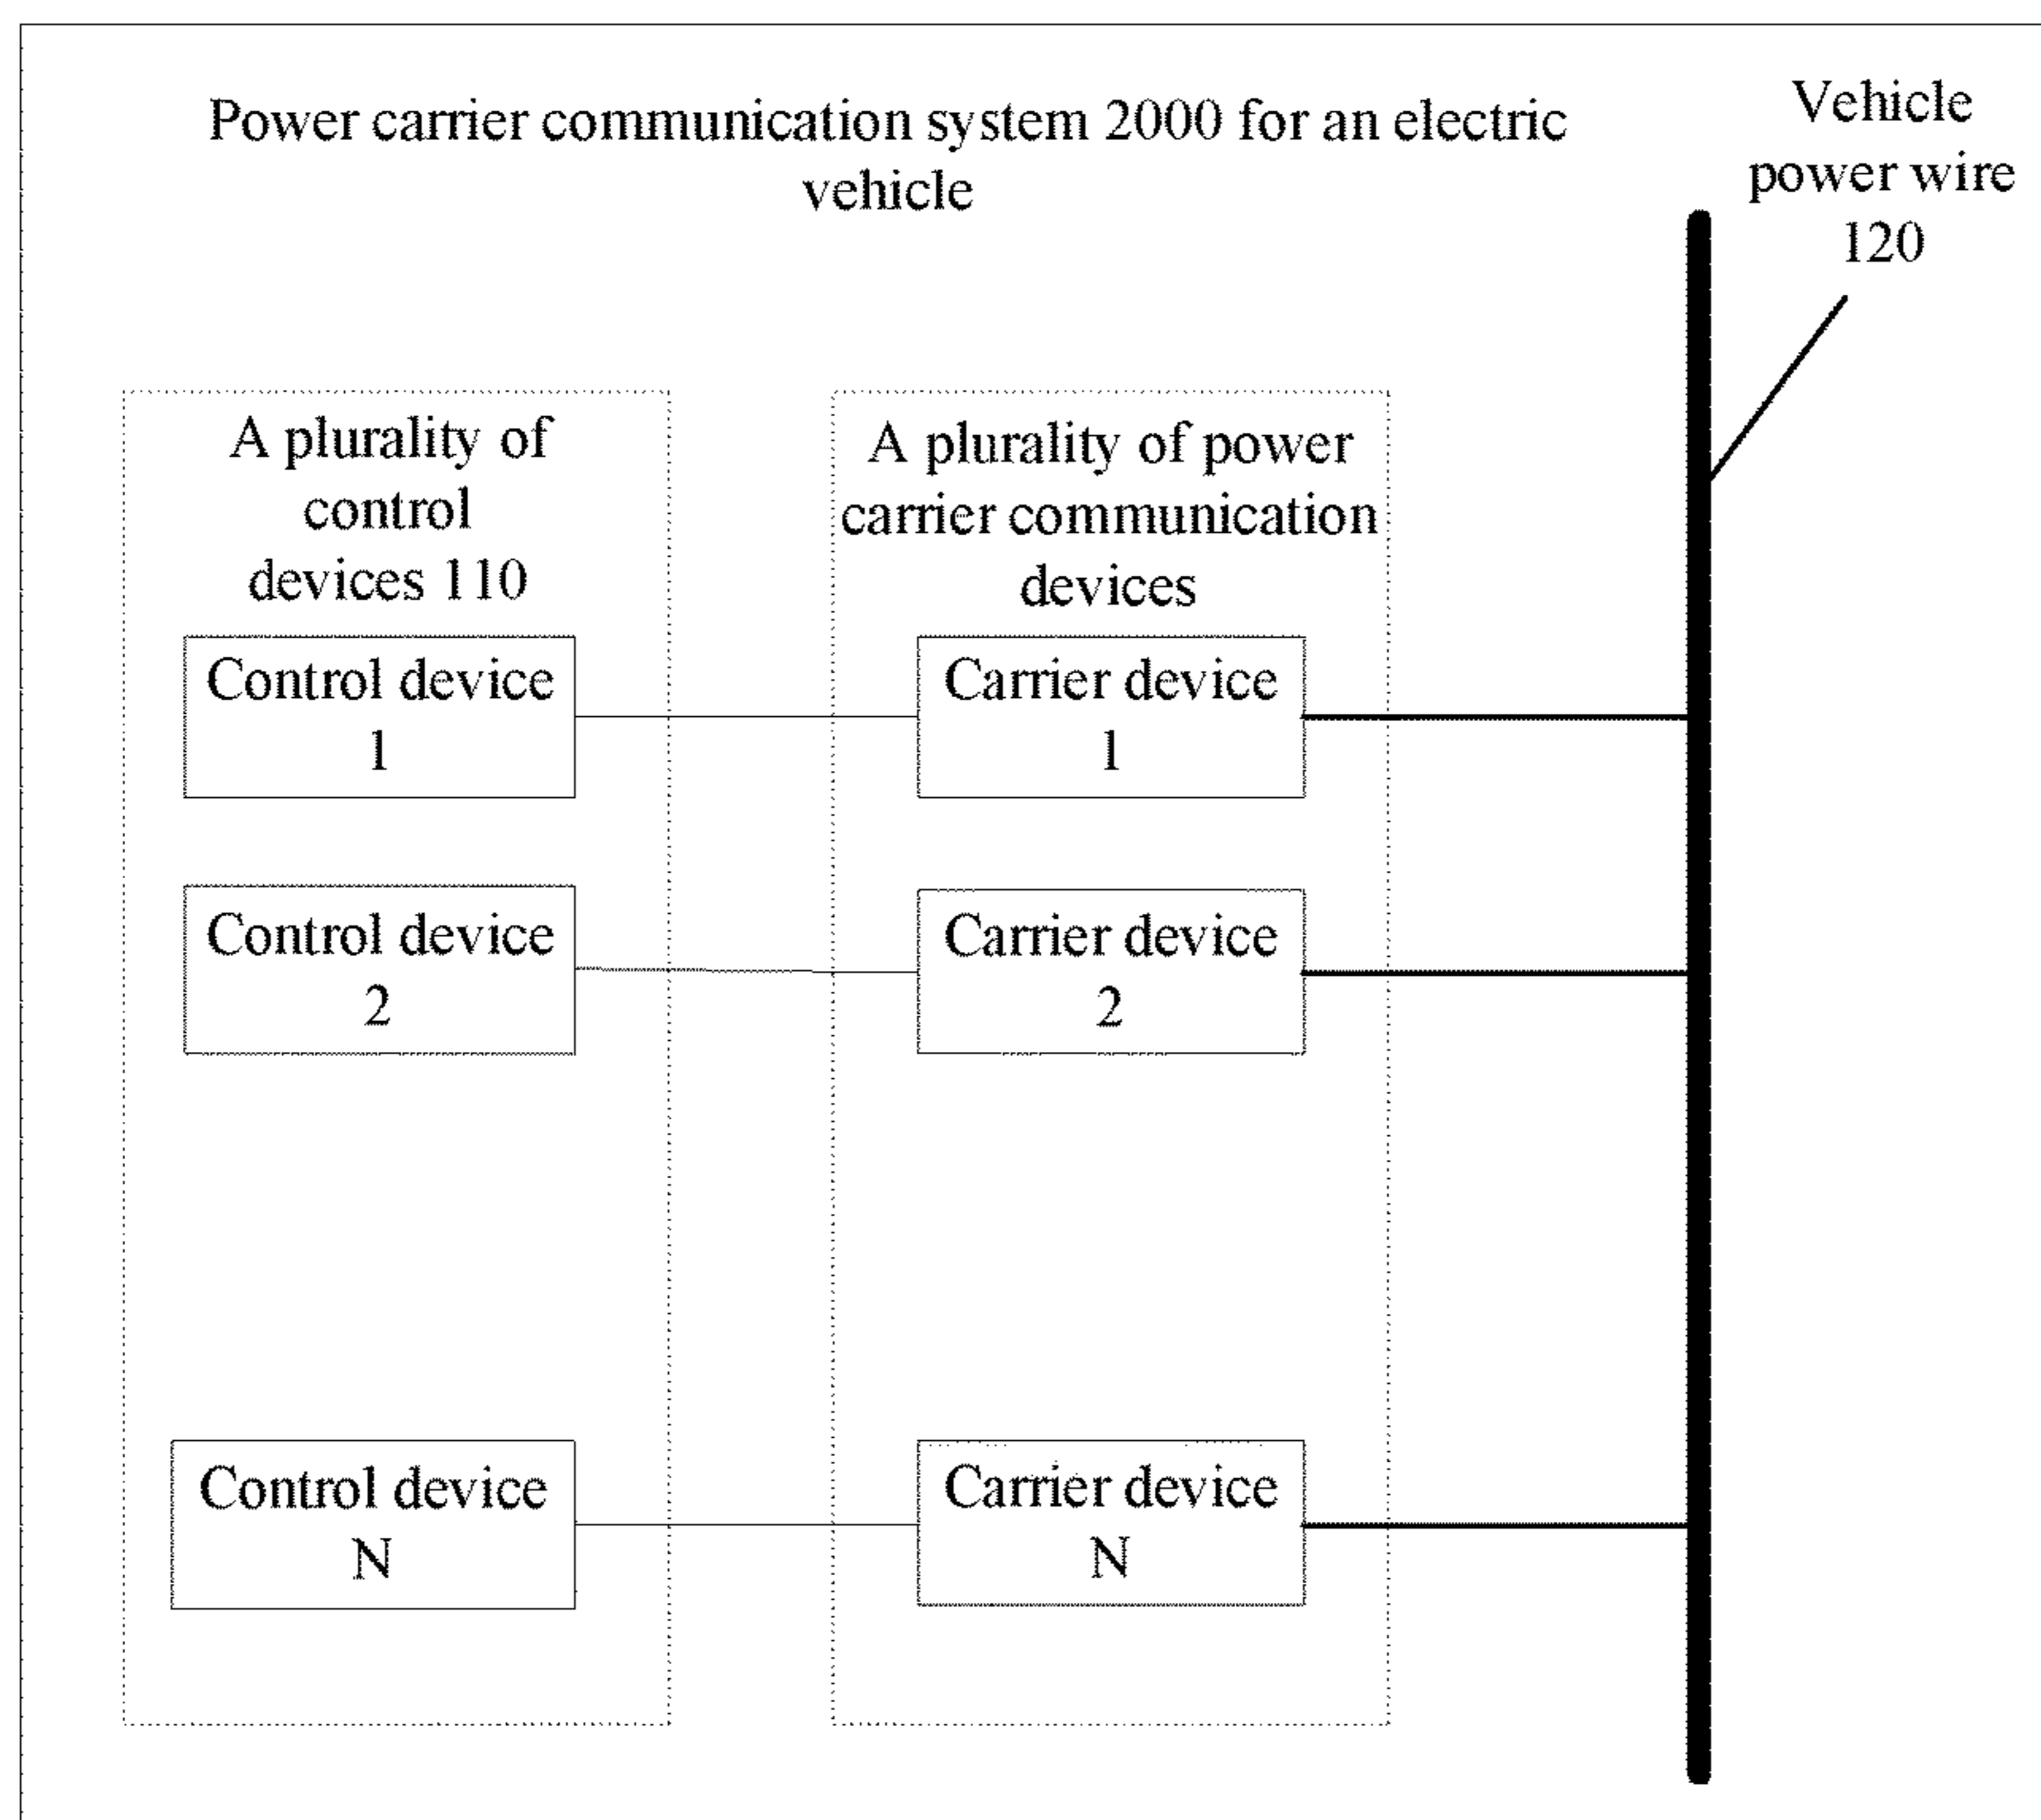 Power carrier communication system 2000 for an electric
vehicle
Vehicle
power wire
120
A plurality of
control
devices 110
A plurality of power
carrier communication
devices
Control device
1
Carrier device
1
Control device
2
Carrier device
2
Control device
N
Carrier device
N